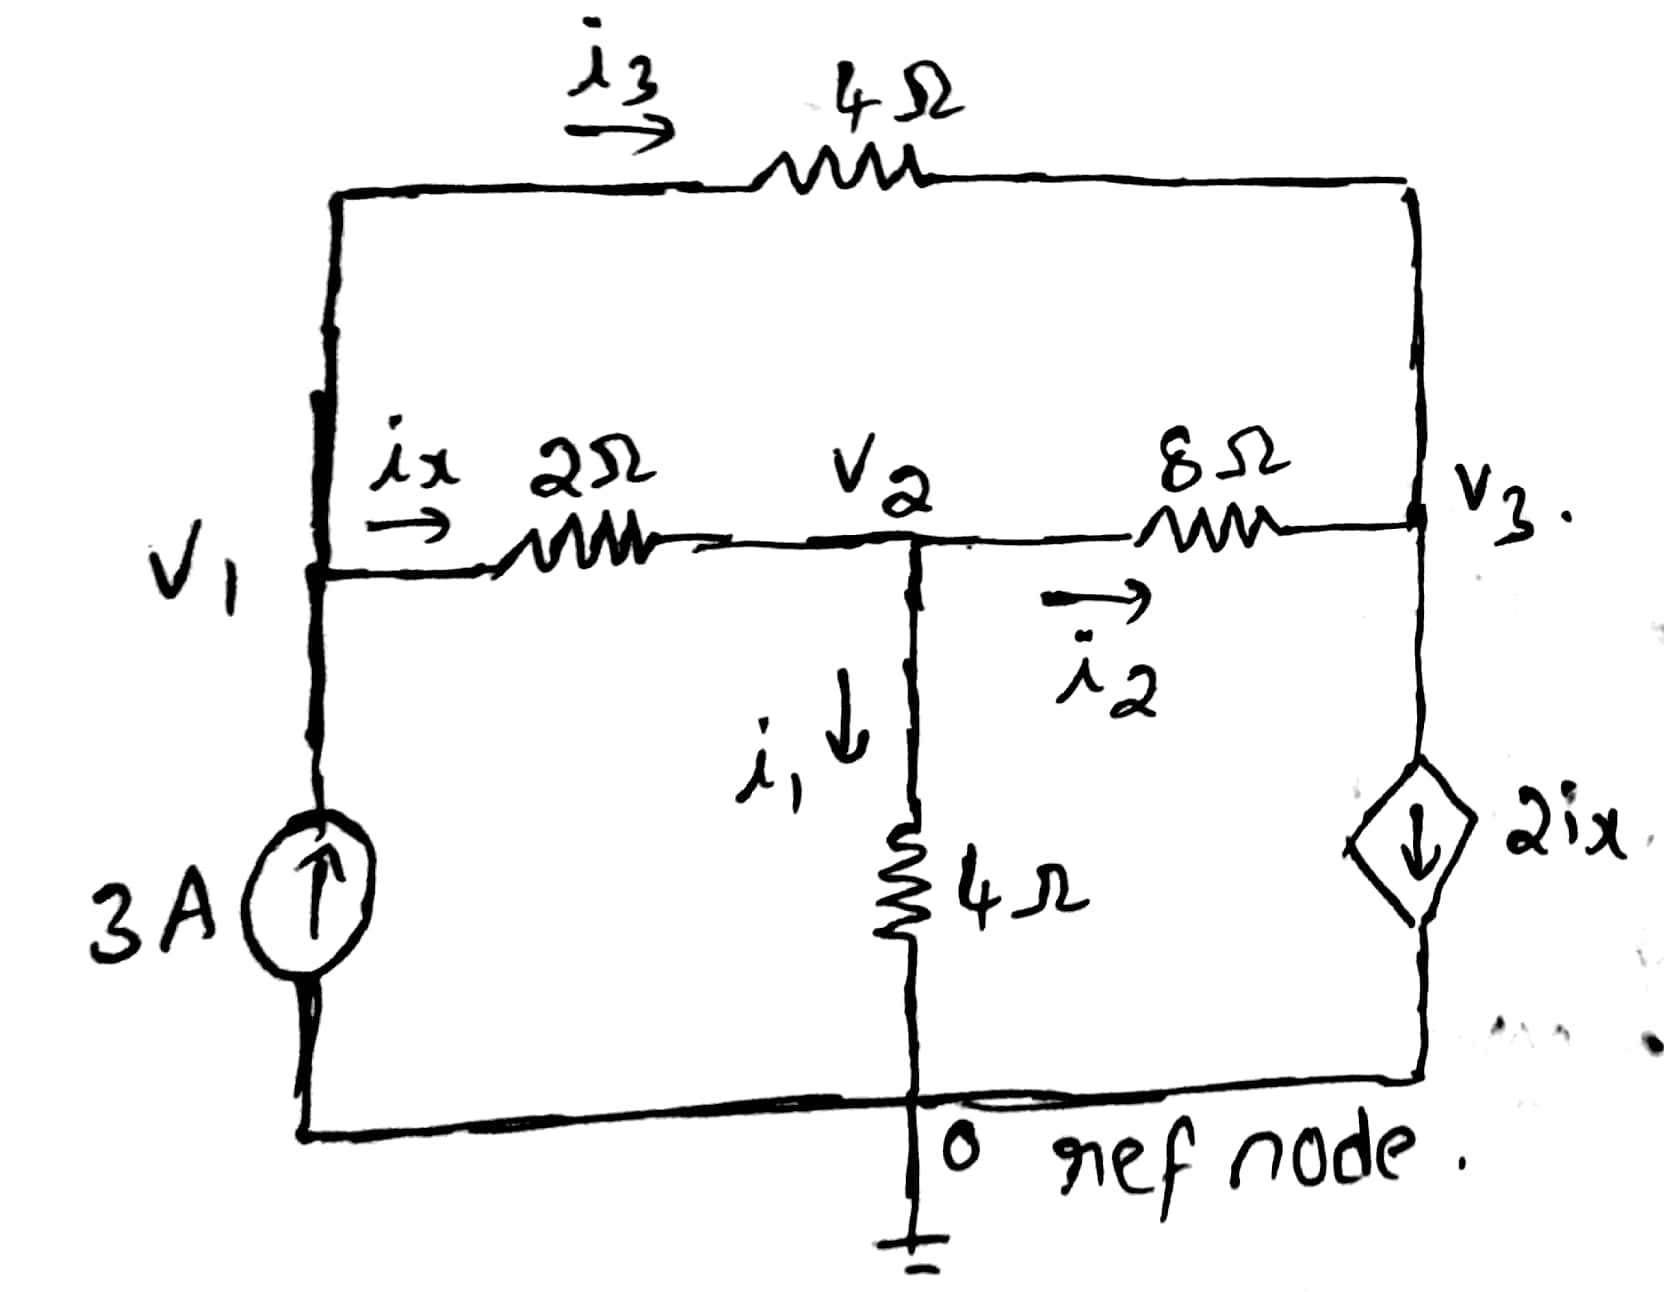 i3
4Ω
ix
2Ω
V2
8Ω
V3.
V1
i2
i1
3A
4Ω
2ix
0 ref node.